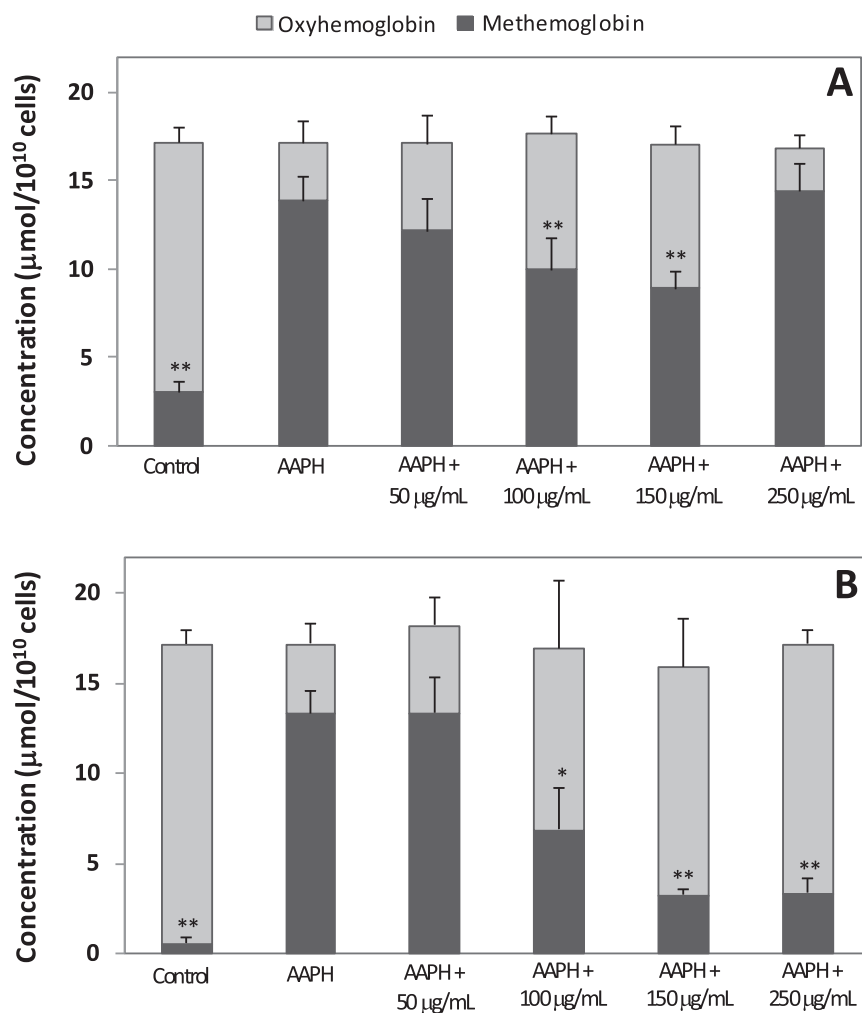 Oxyhemoglobin Methemoglobin
A
Concentration (µmol/10¹⁰ cells)
20
15
10
5
0
** ** **
Control AAPH AAPH + AAPH + AAPH + AAPH +
50 µg/mL 100 µg/mL 150 µg/mL 250 µg/mL
B
Concentration (µmol/10¹⁰ cells)
20
15
10
5
0
** * ** **
Control AAPH AAPH + AAPH + AAPH + AAPH +
50 µg/mL 100 µg/mL 150 µg/mL 250 µg/mL